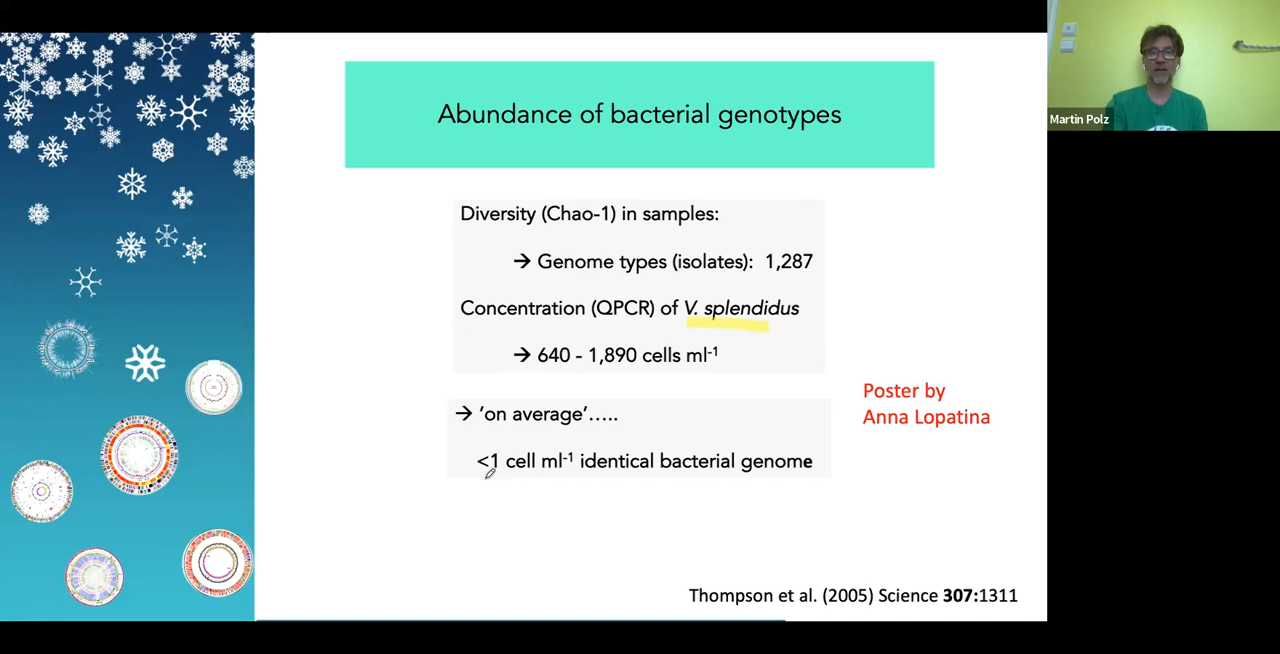 Abundance of bacterial genotypes
Diversity (Chao-1) in samples:
→ Genome types (isolates): 1,287
Concentration (QPCR) of V. splendidus
→ 640 - 1,890 cells ml⁻¹
→ ‘on average’…..
<1 cell ml⁻¹ identical bacterial genome
Poster by
Anna Lopatina
Thompson et al. (2005) Science 307:1311
Martin Polz